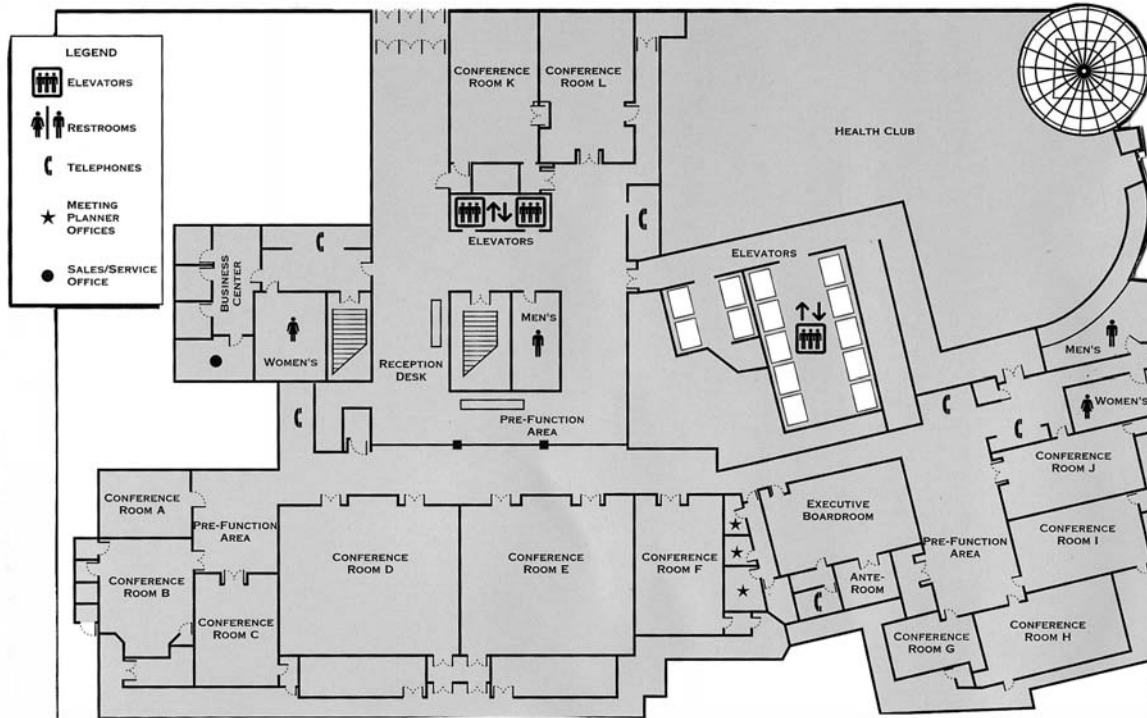 LEGEND
ELEVATORS
RESTROOMS
TELEPHONES
MEETING
PLANNER
OFFICES
SALES/SERVICE
OFFICE
CONFERENCE
ROOM K
CONFERENCE
ROOM L
HEALTH CLUB
ELEVATORS
ELEVATORS
BUSINESS
CENTER
WOMEN'S
RECEPTION
DESK
MEN'S
PRE-FUNCTION
AREA
MEN'S
WOMEN'S
CONFERENCE
ROOM J
CONFERENCE
ROOM A
PRE-FUNCTION
AREA
CONFERENCE
ROOM B
CONFERENCE
ROOM C
CONFERENCE
ROOM D
CONFERENCE
ROOM E
CONFERENCE
ROOM F
EXECUTIVE
BOARDROOM
ANTE-
ROOM
PRE-FUNCTION
AREA
CONFERENCE
ROOM I
CONFERENCE
ROOM G
CONFERENCE
ROOM H